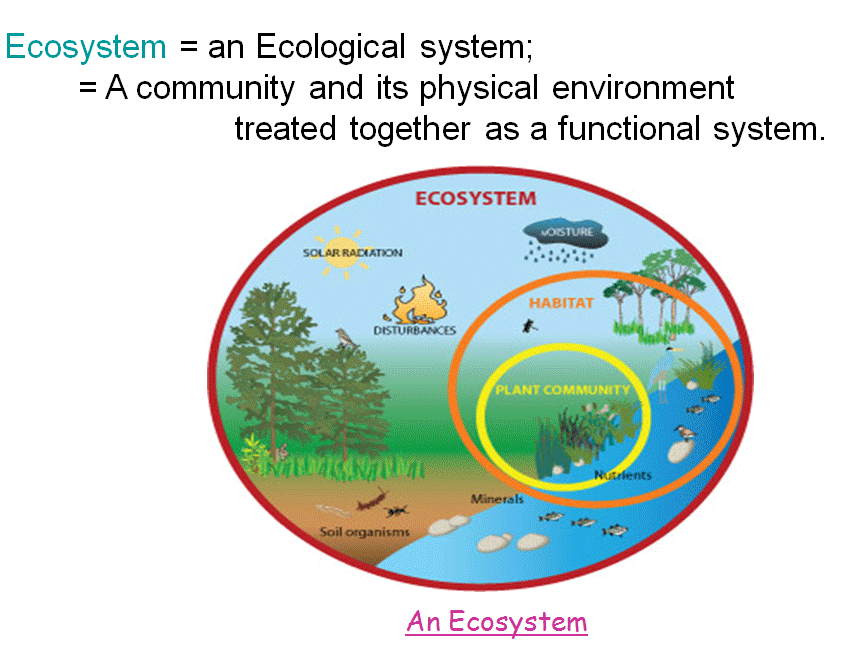 Ecosystem = an Ecological system;
= A community and its physical environment
treated together as a functional system.
ECOSYSTEM
MOISTURE
SOLAR RADIATION
HABITAT
DISTURBANCES
PLANT COMMUNITY
Nutrients
Minerals
Soil organisms
An Ecosystem